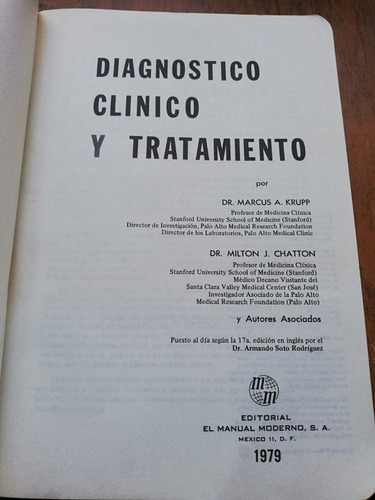 DIAGNOSTICO
CLINICO
Y TRATAMIENTO
por
DR. MARCUS A. KRUPP
Profesor de Medicina Clínica
Stanford University School of Medicine (Stanford)
Director de Investigación, Palo Alto Medical Research Foundation
Director de los Laboratorios, Palo Alto Medical Clinic
DR. MILTON J. CHATTON
Profesor de Medicina Clínica
Stanford University School of Medicine (Stanford)
Médico Decano Visitante del
Santa Clara Valley Medical Center (San José)
Investigador Asociado de la Palo Alto
Medical Research Foundation (Palo Alto)
y Autores Asociados
Puesto al día según la 17a. edición en inglés por el
Dr. Armando Soto Rodríguez
m
m
EDITORIAL
EL MANUAL MODERNO, S. A.
MEXICO 11, D. F.
1979